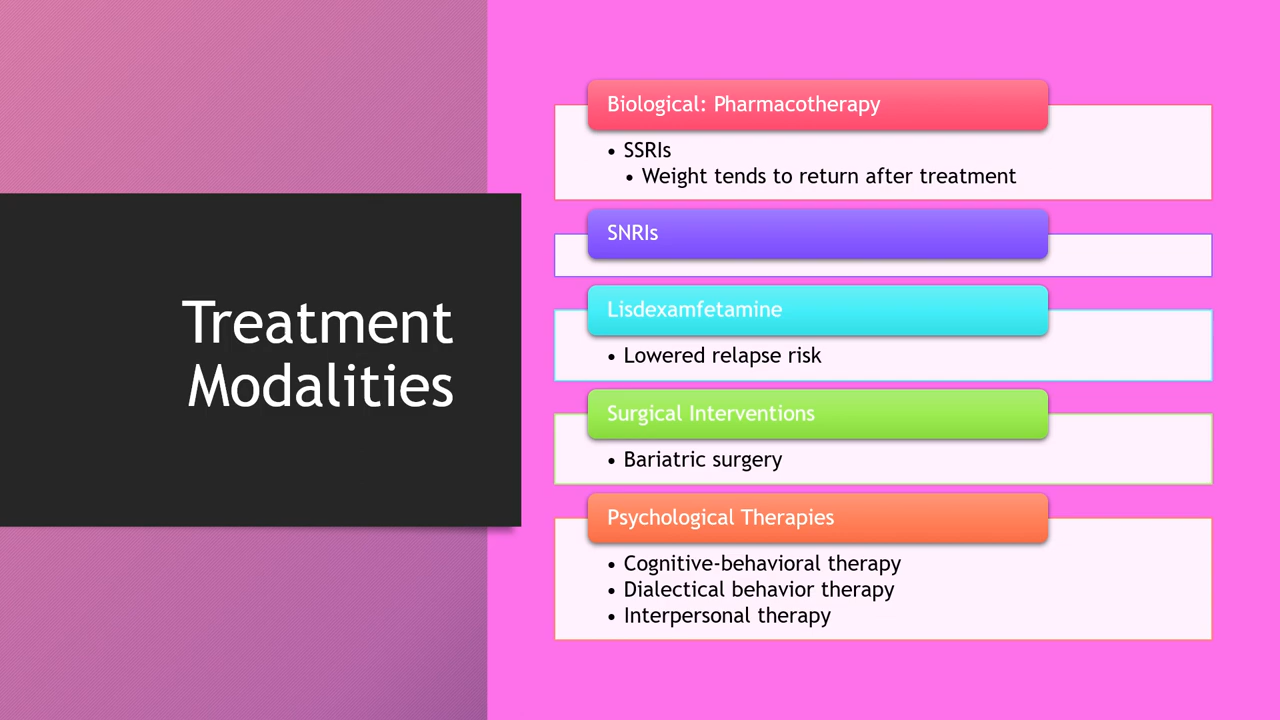 Treatment
Modalities
Biological: Pharmacotherapy
• SSRIs
• Weight tends to return after treatment
SNRIs
Lisdexamfetamine
• Lowered relapse risk
Surgical Interventions
• Bariatric surgery
Psychological Therapies
• Cognitive-behavioral therapy
• Dialectical behavior therapy
• Interpersonal therapy